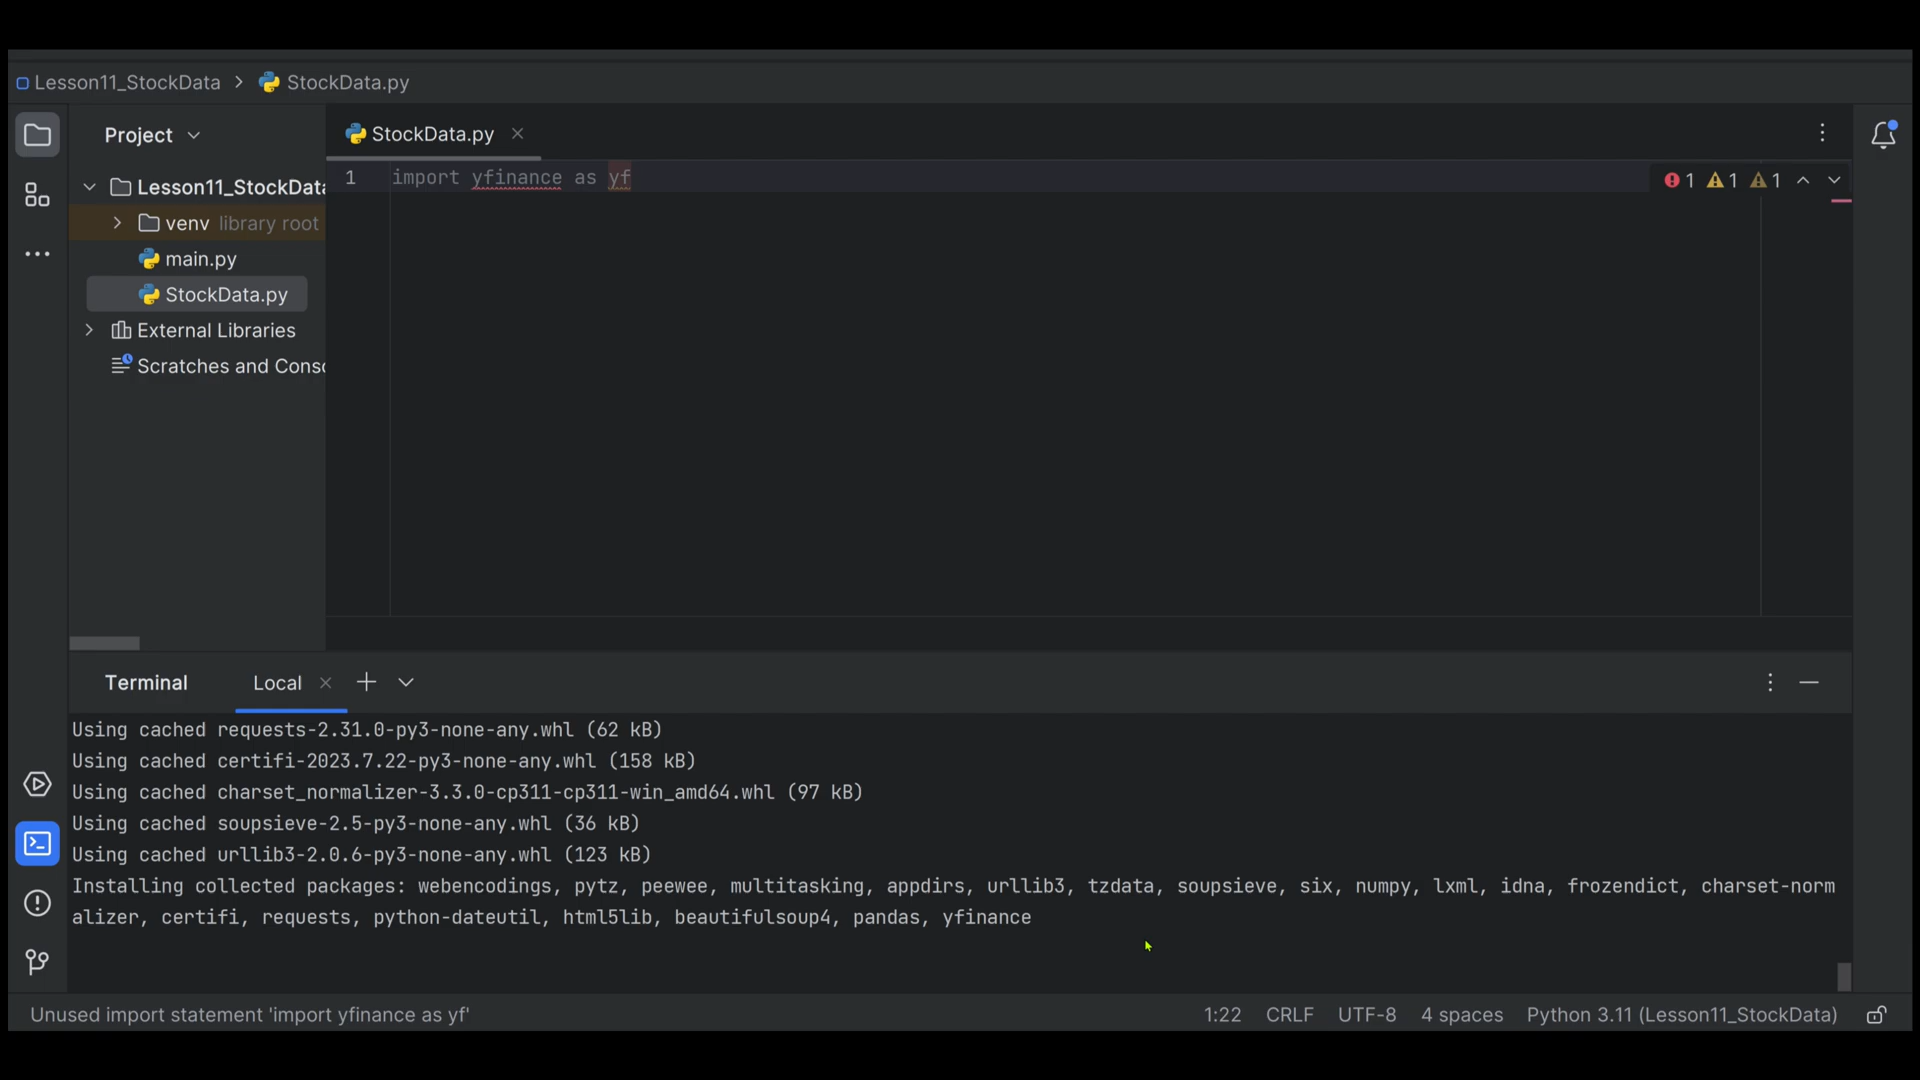 Lesson11_StockData > StockData.py
Project
StockData.py
Lesson11_StockData
venv library root
main.py
StockData.py
External Libraries
Scratches and Conso
1 import yfinance as yf
1 1 1
Terminal Local
Using cached requests-2.31.0-py3-none-any.whl (62 kB)
Using cached certifi-2023.7.22-py3-none-any.whl (158 kB)
Using cached charset_normalizer-3.3.0-cp311-cp311-win_amd64.whl (97 kB)
Using cached soupsieve-2.5-py3-none-any.whl (36 kB)
Using cached urllib3-2.0.6-py3-none-any.whl (123 kB)
Installing collected packages: webencodings, pytz, peewee, multitasking, appdirs, urllib3, tzdata, soupsieve, six, numpy, lxml, idna, frozendict, charset-norm
alizer, certifi, requests, python-dateutil, html5lib, beautifulsoup4, pandas, yfinance
Unused import statement 'import yfinance as yf' 1:22 CRLF UTF-8 4 spaces Python 3.11 (Lesson11_StockData)